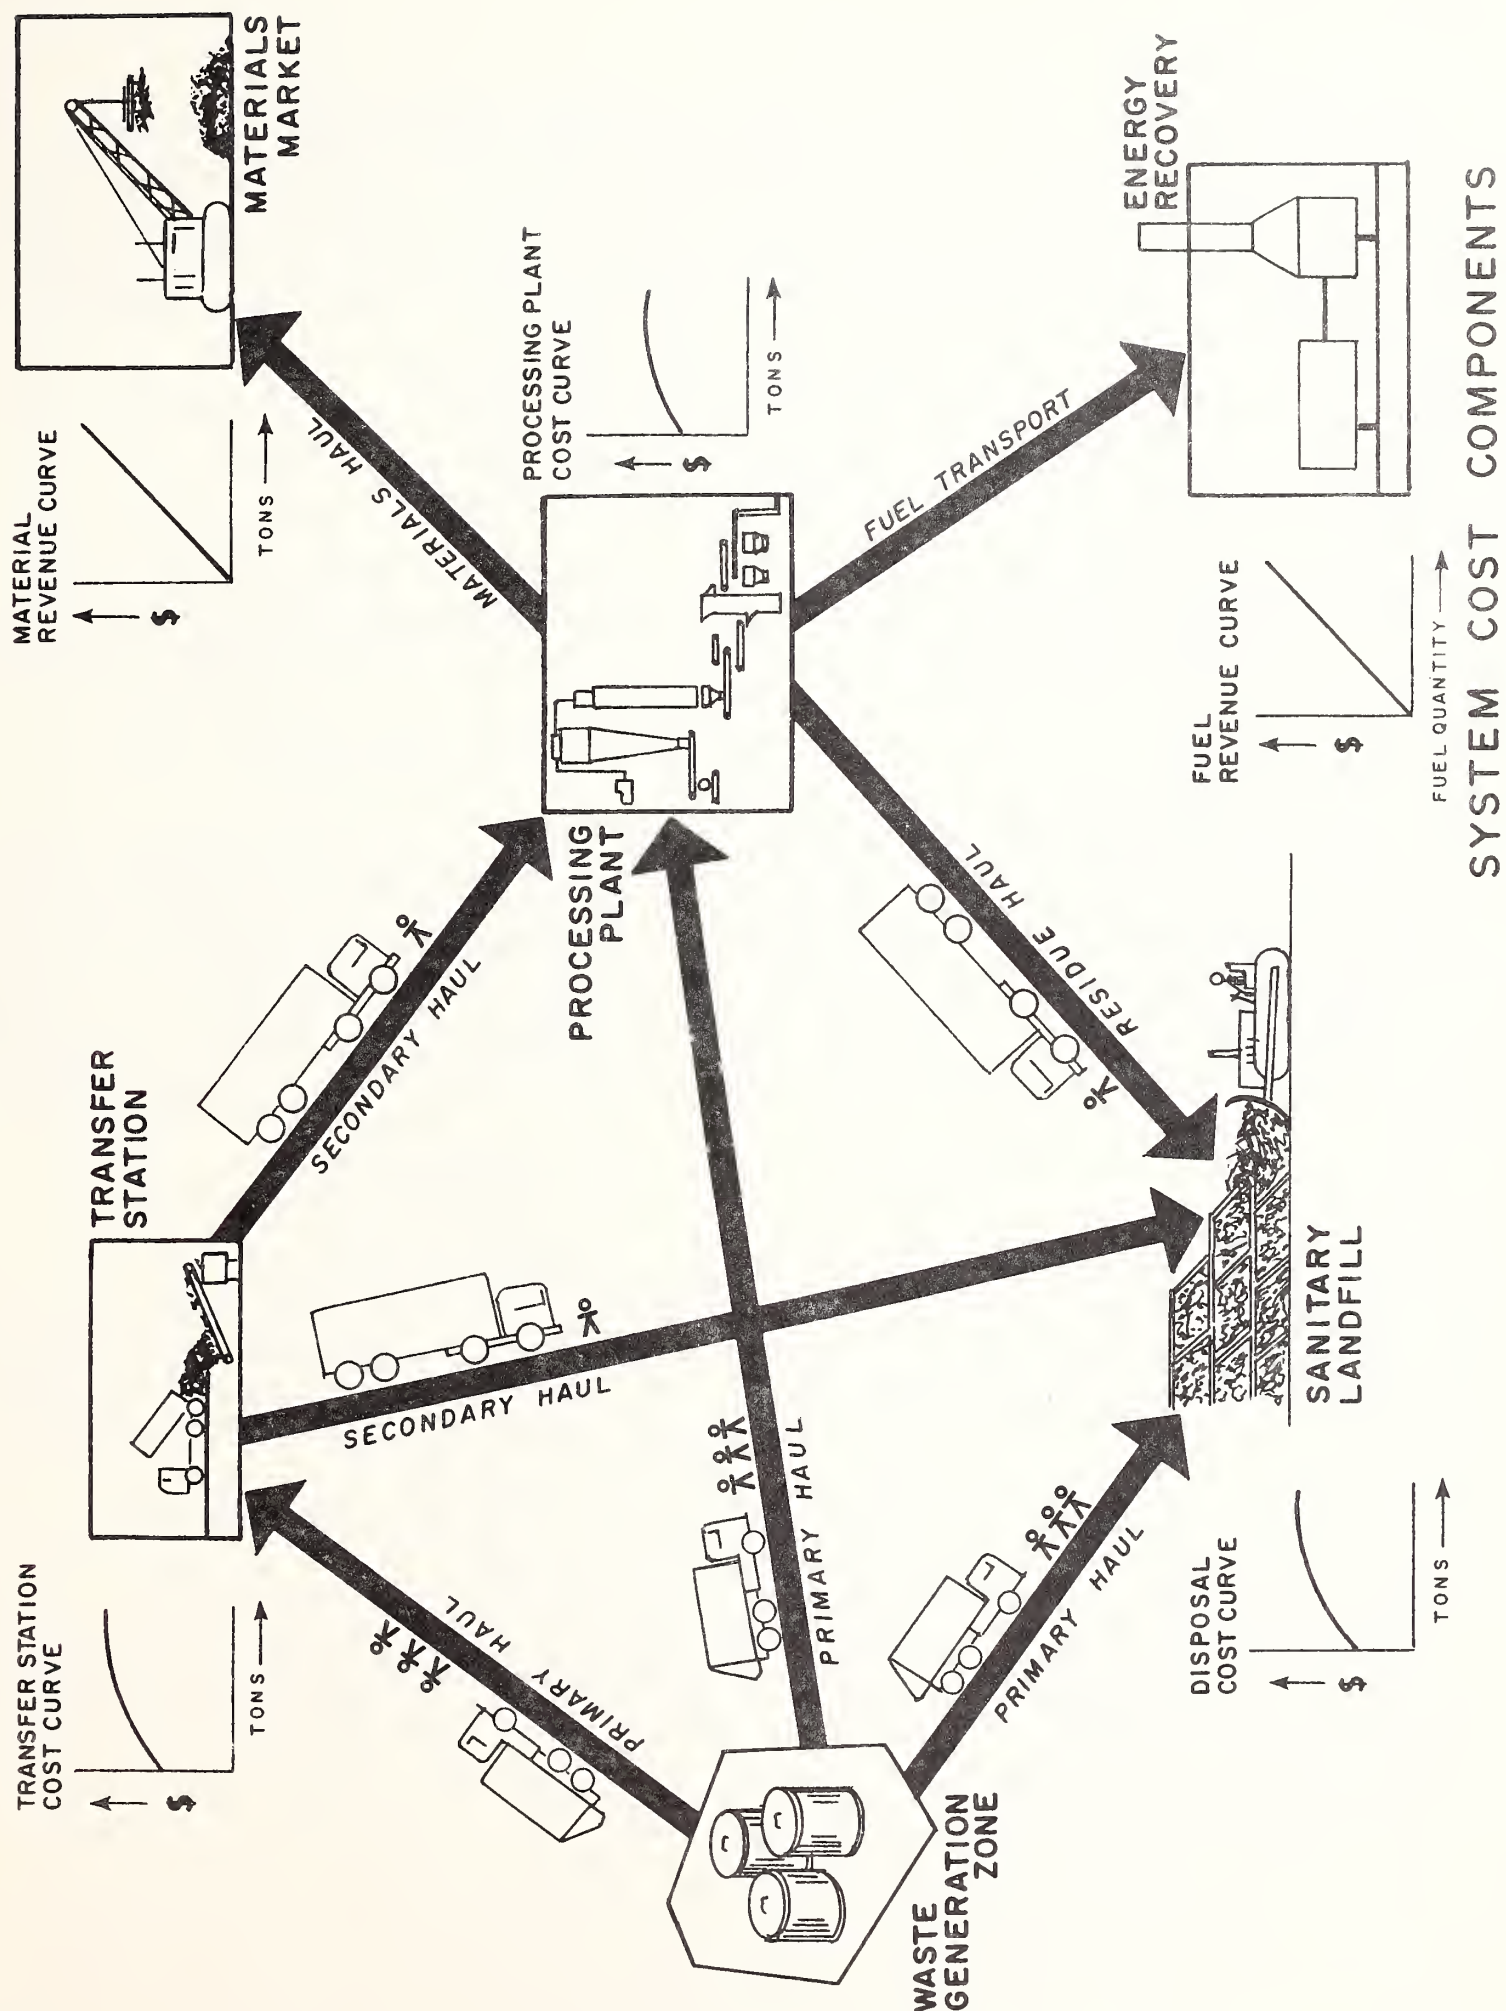 TRANSFER STATION
COST CURVE
$
TONS
TRANSFER
STATION
MATERIAL
REVENUE CURVE
$
TONS
MATERIALS
MARKET
PRIMARY HAUL
SECONDARY HAUL
SECONDARY HAUL
MATERIALS HAUL
PROCESSING PLANT
COST CURVE
$
TONS
PROCESSING
PLANT
WASTE
GENERATION
ZONE
PRIMARY HAUL
PRIMARY HAUL
RESIDUE HAUL
FUEL TRANSPORT
ENERGY
RECOVERY
DISPOSAL
COST CURVE
$
TONS
SANITARY
LANDFILL
FUEL
REVENUE CURVE
$
FUEL QUANTITY
SYSTEM COST COMPONENTS